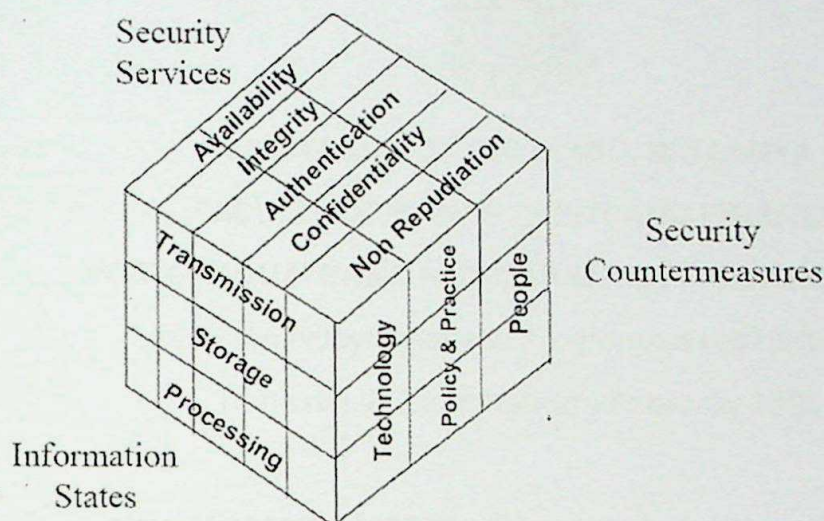 Security
Services
Availability
Integrity
Authentication
Confidentiality
Non Repudiation
Transmission
Storage
Processing
Technology
Policy & Practice
People
Security
Countermeasures
Information
States